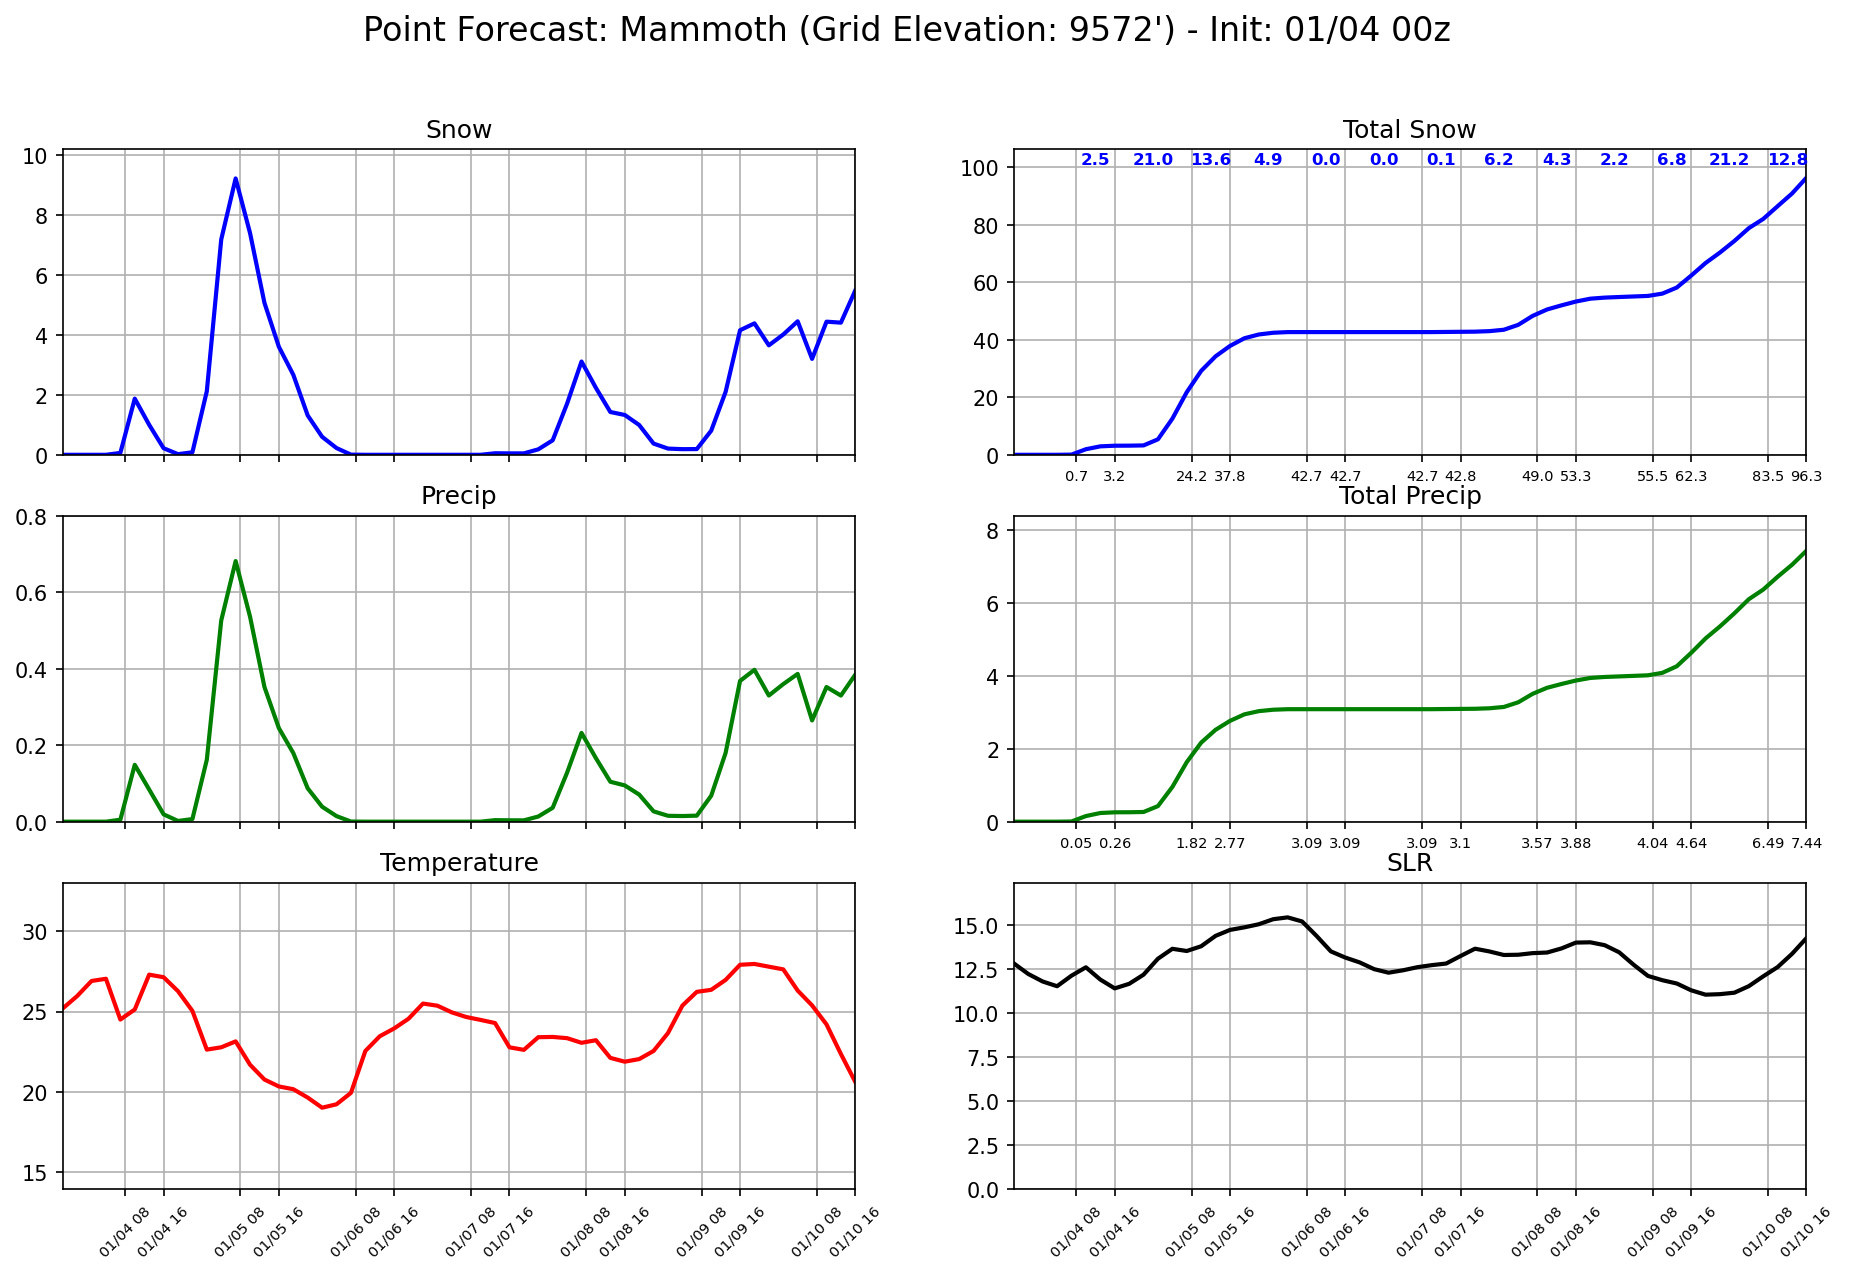 Point Forecast: Mammoth (Grid Elevation: 9572') - Init: 01/04 00z
Snow
10
8
6
4
2
0
Total Snow
2.5 21.0 13.6 4.9 0.0 0.0 0.1 6.2 4.3 2.2 6.8 21.2 12.8
100
80
60
40
20
0
0.7 3.2 24.2 37.8 42.7 42.7 42.7 42.8 49.0 53.3 55.5 62.3 83.5 96.3
Precip
0.8
0.6
0.4
0.2
0.0
Total Precip
8
6
4
2
0
0.05 0.26 1.82 2.77 3.09 3.09 3.09 3.1 3.57 3.88 4.04 4.64 6.49 7.44
Temperature
30
25
20
15
01/04 08 01/04 16 01/05 08 01/05 16 01/06 08 01/06 16 01/07 08 01/07 16 01/08 08 01/08 16 01/09 08 01/09 16 01/10 08 01/10 16
SLR
15.0
12.5
10.0
7.5
5.0
2.5
0.0
01/04 08 01/04 16 01/05 08 01/05 16 01/06 08 01/06 16 01/07 08 01/07 16 01/08 08 01/08 16 01/09 08 01/09 16 01/10 08 01/10 16